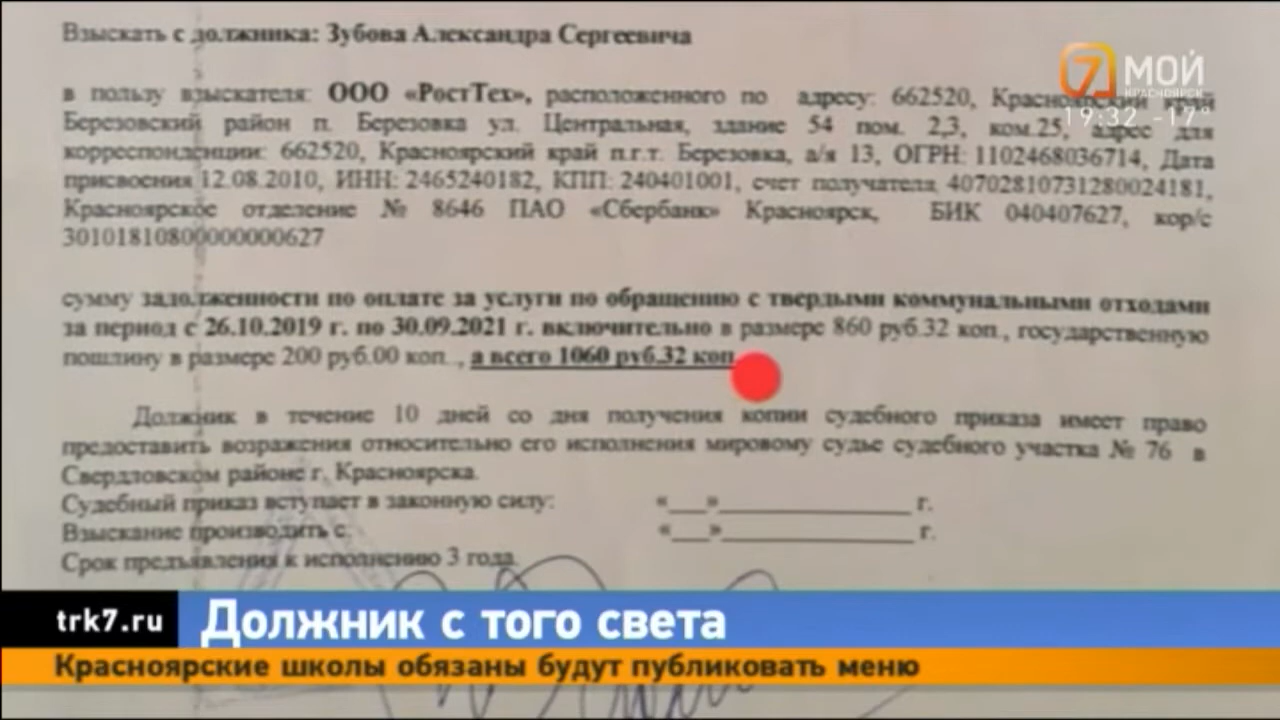 Взыскать с должника: Зубова Александра Сергеевича
в пользу взыскателя: ООО «РостТех», расположенного по адресу: 662520, Красноярский край
Березовский район п. Березовка ул. Центральная, здание 54 пом. 2,3, ком.25, адрес для
корреспонденции: 662520, Красноярский край п.г.т. Березовка, а/я 13, ОГРН: 1102468036714, Дата
присвоения 12.08.2010, ИНН: 2465240182, КПП: 240401001, счет получателя 40702810731280024181,
Красноярское отделение № 8646 ПАО «Сбербанк» Красноярск, БИК 040407627, кор/с
30101810800000000627
сумму задолженности по оплате за услуги по обращению с твердыми коммунальными отходами
за период с 26.10.2019 г. по 30.09.2021 г. включительно в размере 860 руб.32 коп., государственную
пошлину в размере 200 руб.00 коп.., а всего 1060 руб.32 коп
Должник в течение 10 дней со дня получения копии судебного приказа имеет право
предоставить возражения относительно его исполнения мировому судье судебного участка № 76 в
Свердловском районе г. Красноярска.
Судебный приказ вступает в законную силу: «___»________________ г.
Взыскание производить с: «___»________________ г.
Срок предъявления к исполнению 3 года.
7 МОЙ
КРАСНОЯРСК
19:32 -17°
trk7.ru Должник с того света
Красноярские школы обязаны будут публиковать меню